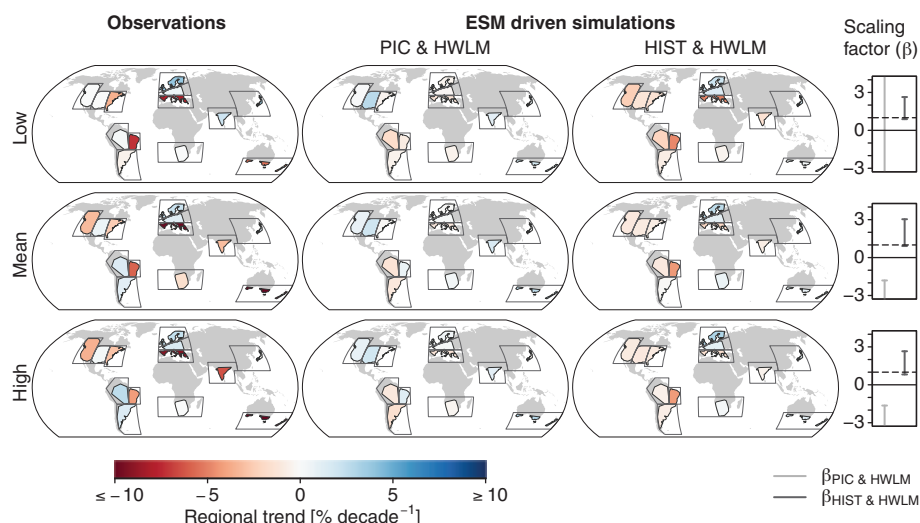 Observations
ESM driven simulations
Scaling
factor (β)
PIC & HWLM
HIST & HWLM
Low
3
0
−3
Mean
3
0
−3
High
3
0
−3
≤ −10
−5
0
5
≥ 10
Regional trend [% decade⁻¹]
βPIC & HWLM
βHIST & HWLM